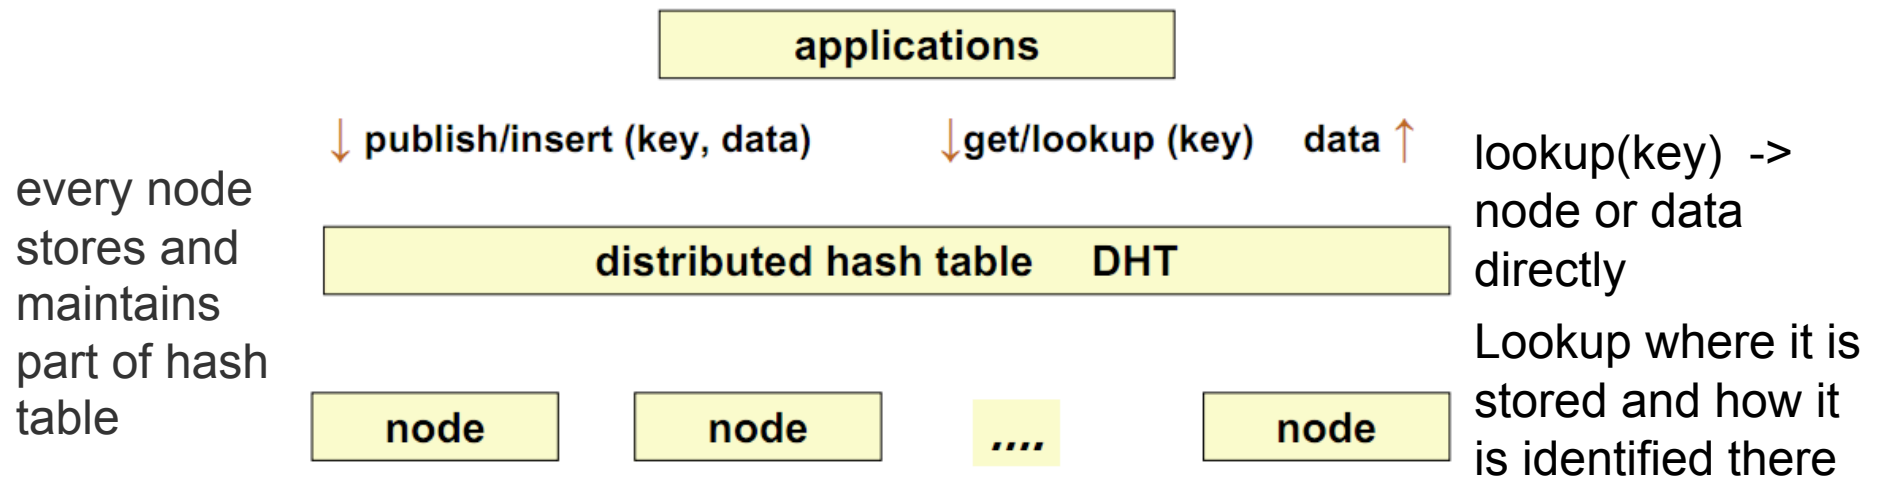 applications
↓ publish/insert (key, data) ↓get/lookup (key) data ↑
every node
stores and
maintains
part of hash
table
distributed hash table DHT
lookup(key) ->
node or data
directly
Lookup where it is
stored and how it
is identified there
node node .... node